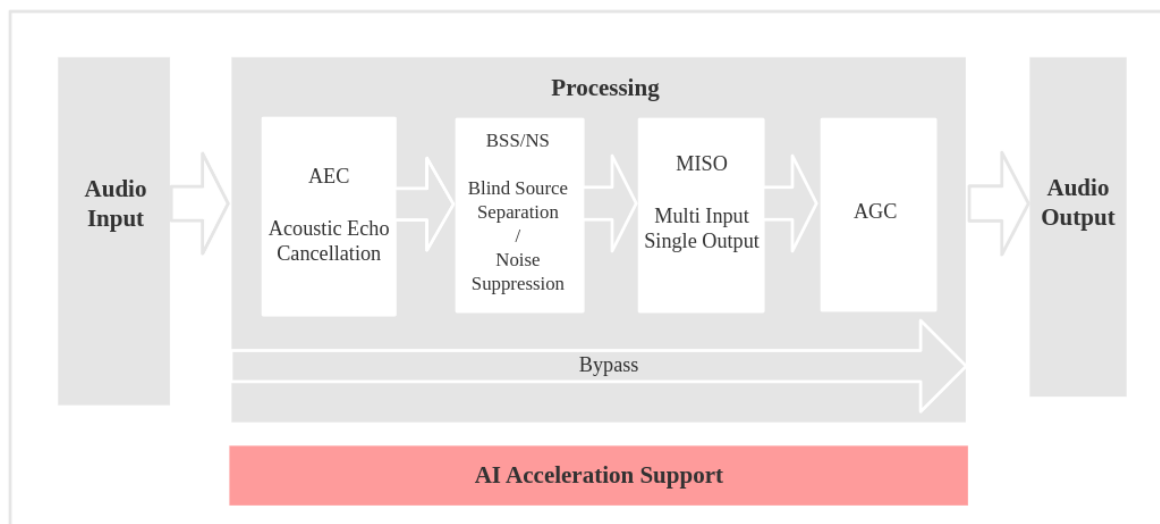 Audio
Input
Processing
AEC
Acoustic Echo
Cancellation
BSS/NS
Blind Source
Separation
/
Noise
Suppression
MISO
Multi Input
Single Output
AGC
Bypass
Audio
Output
AI Acceleration Support